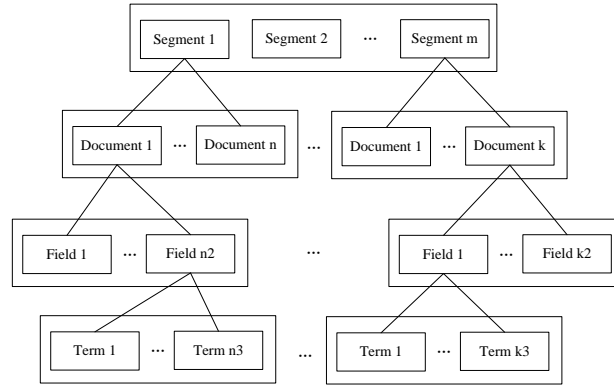 Segment 1 Segment 2 ... Segment m
Document 1 ... Document n ... Document 1 ... Document k
Field 1 ... Field n2 ... Field 1 ... Field k2
Term 1 ... Term n3 ... Term 1 ... Term k3